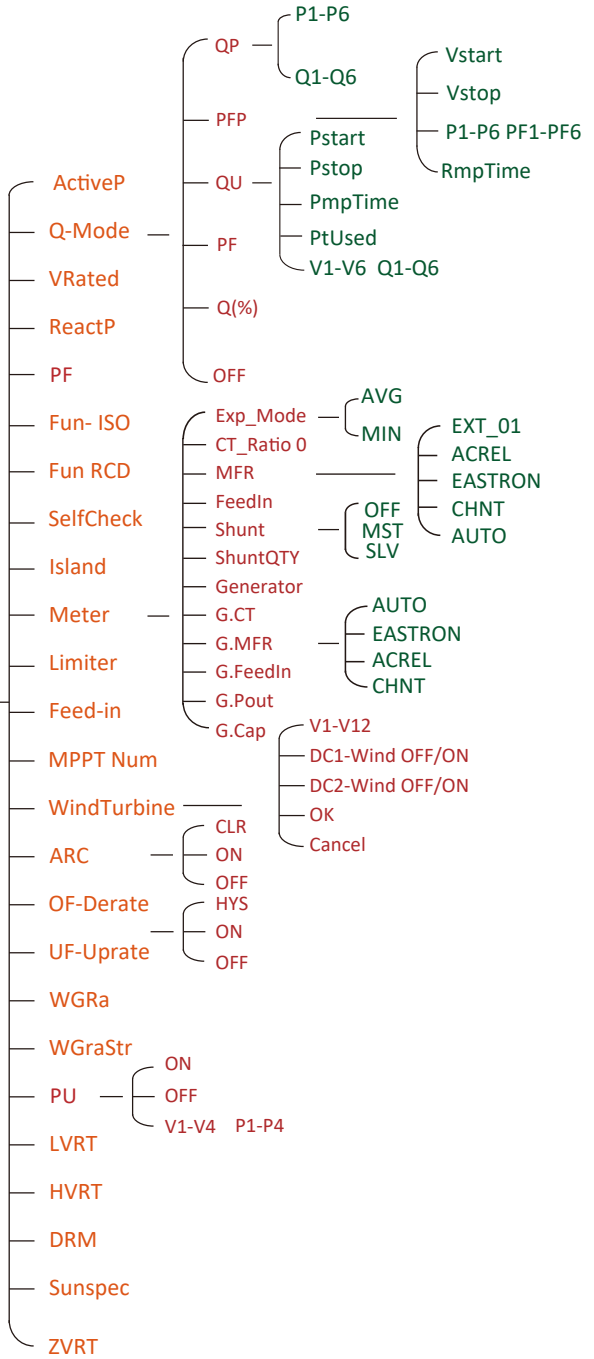 ActiveP
Q-Mode
VRated
ReactP
PF
Fun- ISO
Fun RCD
SelfCheck
Island
Meter
Limiter
Feed-in
MPPT Num
WindTurbine
ARC
OF-Derate
UF-Uprate
WGRa
WGraStr
PU
LVRT
HVRT
DRM
Sunspec
ZVRT
QP
PFP
QU
PF
Q(%)
OFF
P1-P6
Q1-Q6
Vstart
Vstop
P1-P6 PF1-PF6
RmpTime
Pstart
Pstop
PmpTime
PtUsed
V1-V6 Q1-Q6
Exp_Mode
CT_Ratio 0
MFR
FeedIn
Shunt
ShuntQTY
Generator
G.CT
G.MFR
G.FeedIn
G.Pout
G.Cap
AVG
MIN
EXT_01
ACREL
EASTRON
CHNT
AUTO
OFF
MST
SLV
AUTO
EASTRON
ACREL
CHNT
V1-V12
DC1-Wind OFF/ON
DC2-Wind OFF/ON
OK
Cancel
CLR
ON
OFF
HYS
ON
OFF
ON
OFF
V1-V4 P1-P4